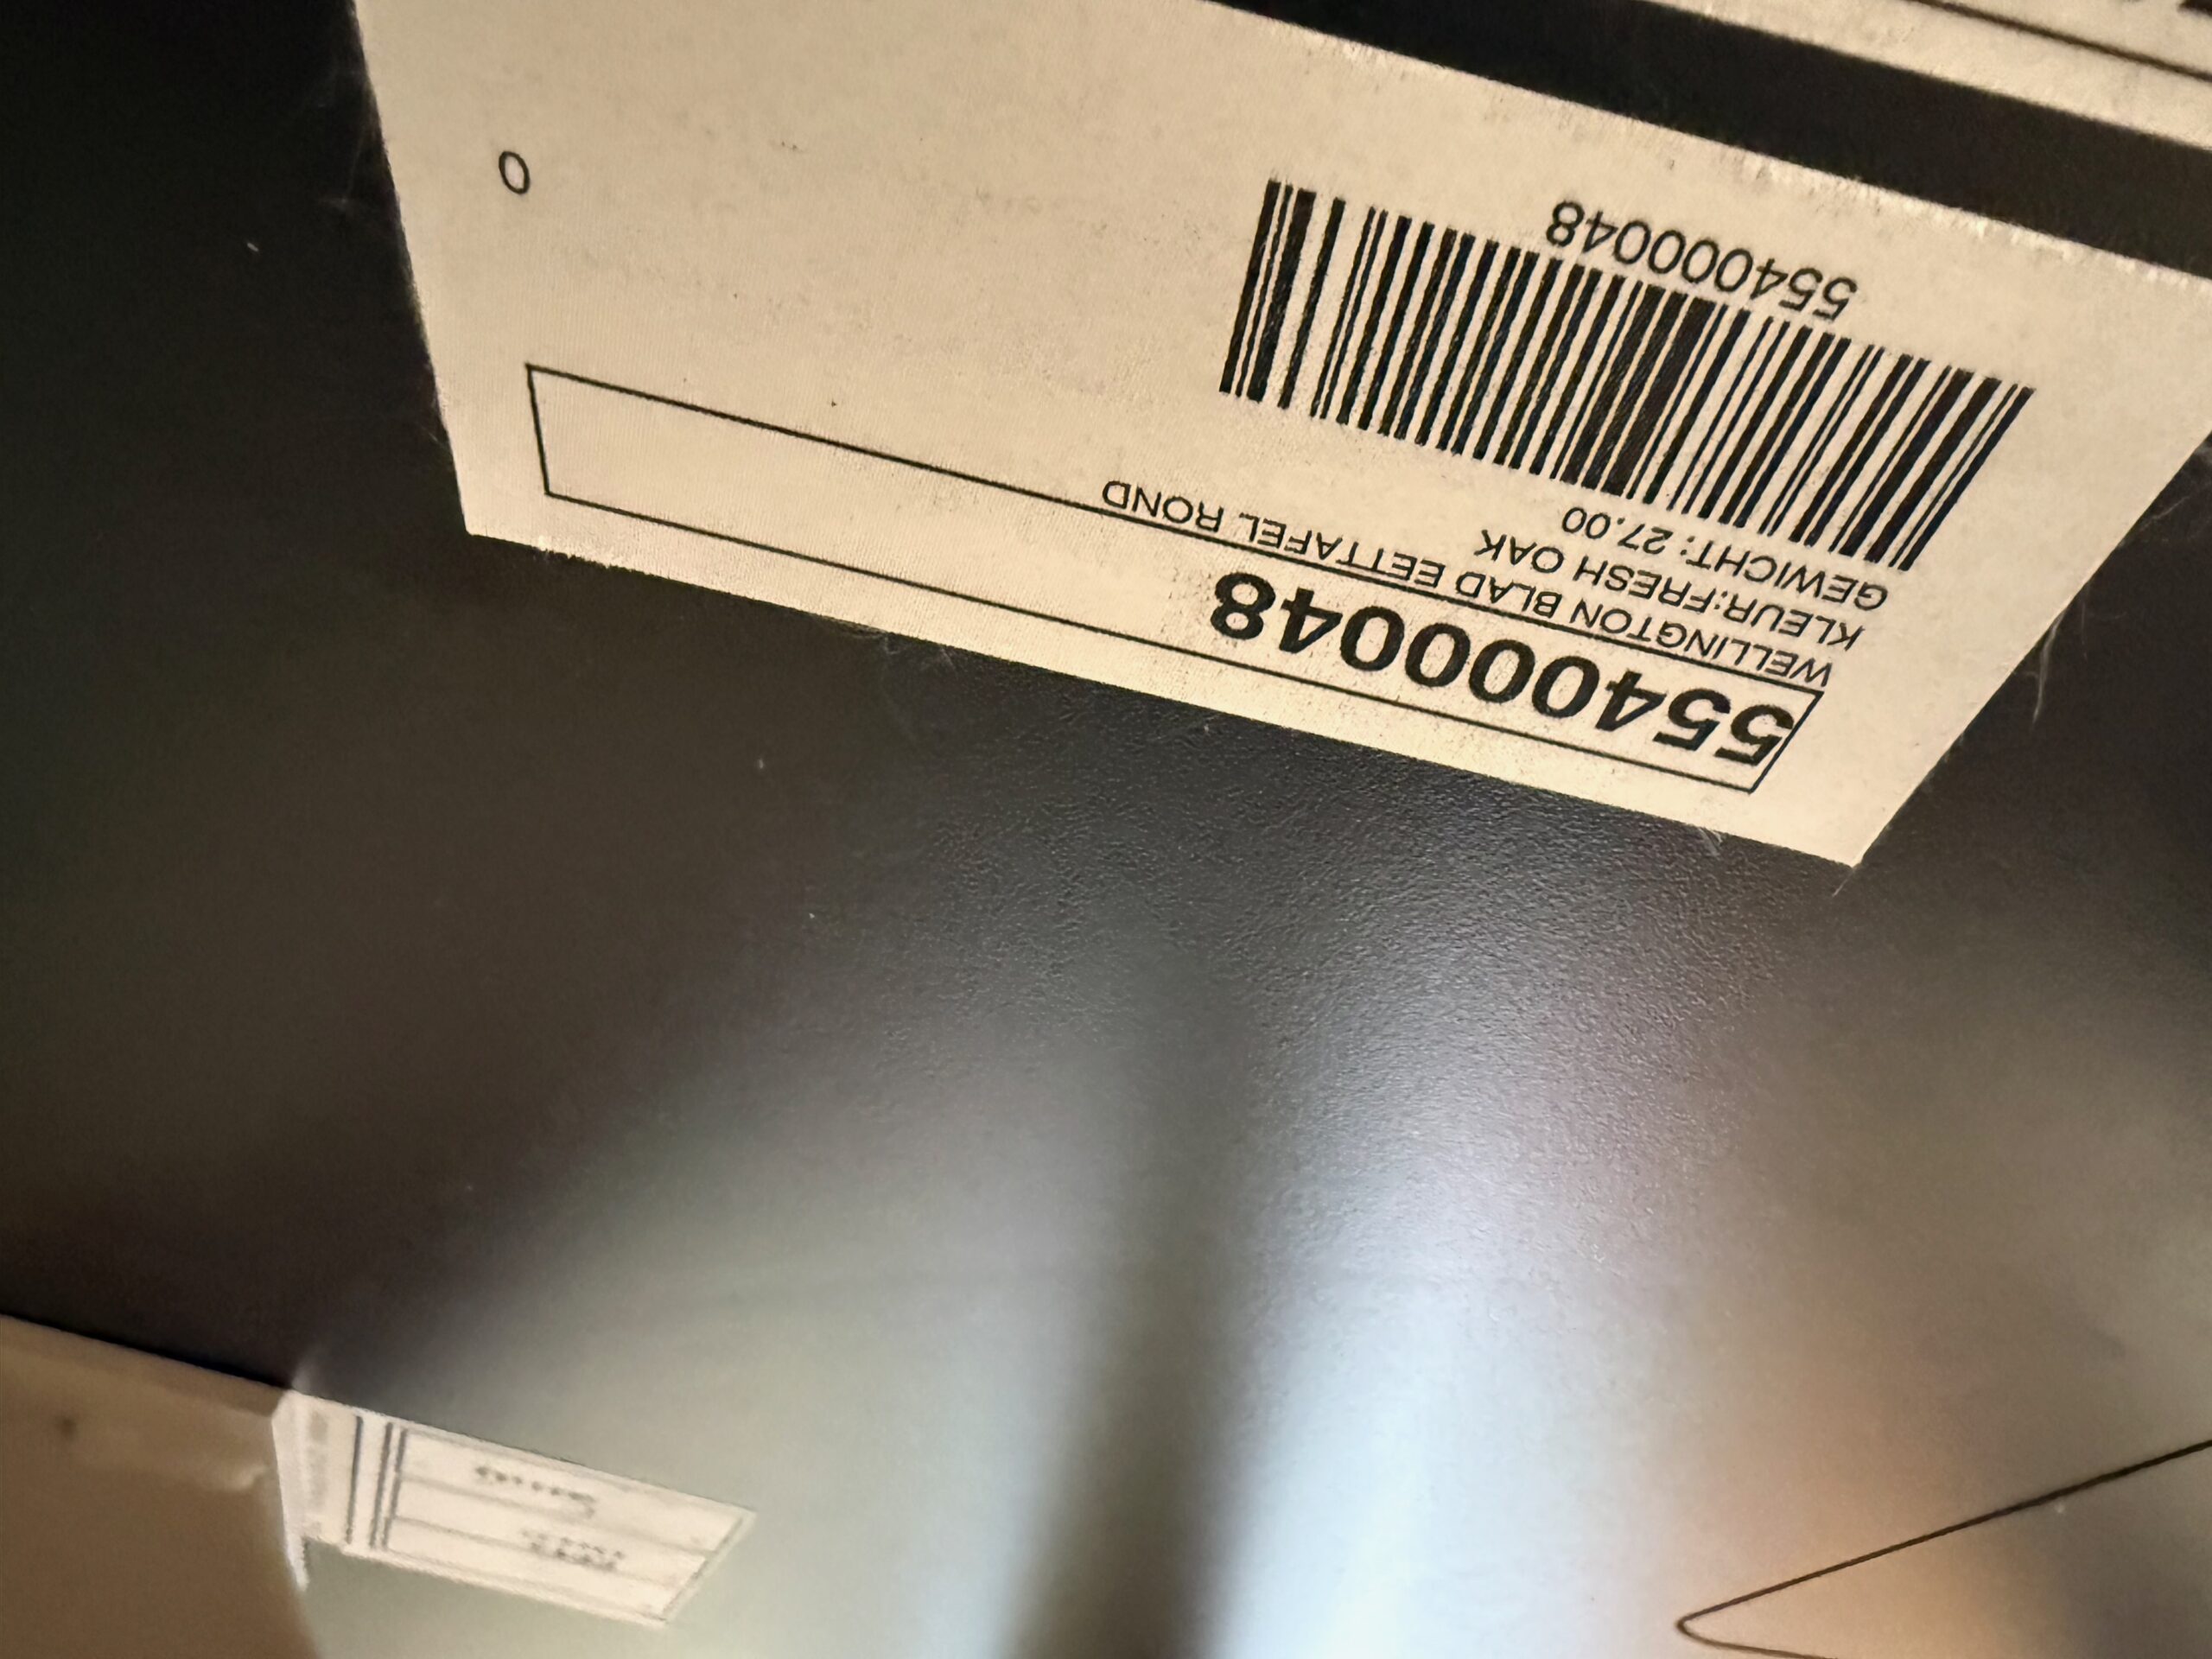 554000048
WELLINGTON BLAD EETTAFEL ROND
KLEUR:FRESH OAK
GEWICHT: 27.00
554000048
0